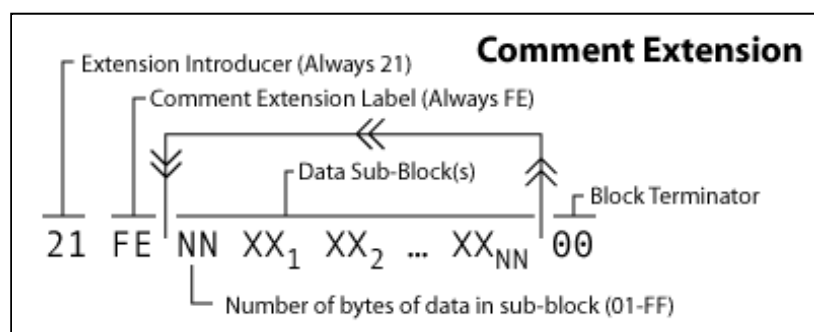 Comment Extension
Extension Introducer (Always 21)
Comment Extension Label (Always FE)
Data Sub-Block(s)
Block Terminator
21 FE NN XX1 XX2 … XXNN 00
Number of bytes of data in sub-block (01-FF)